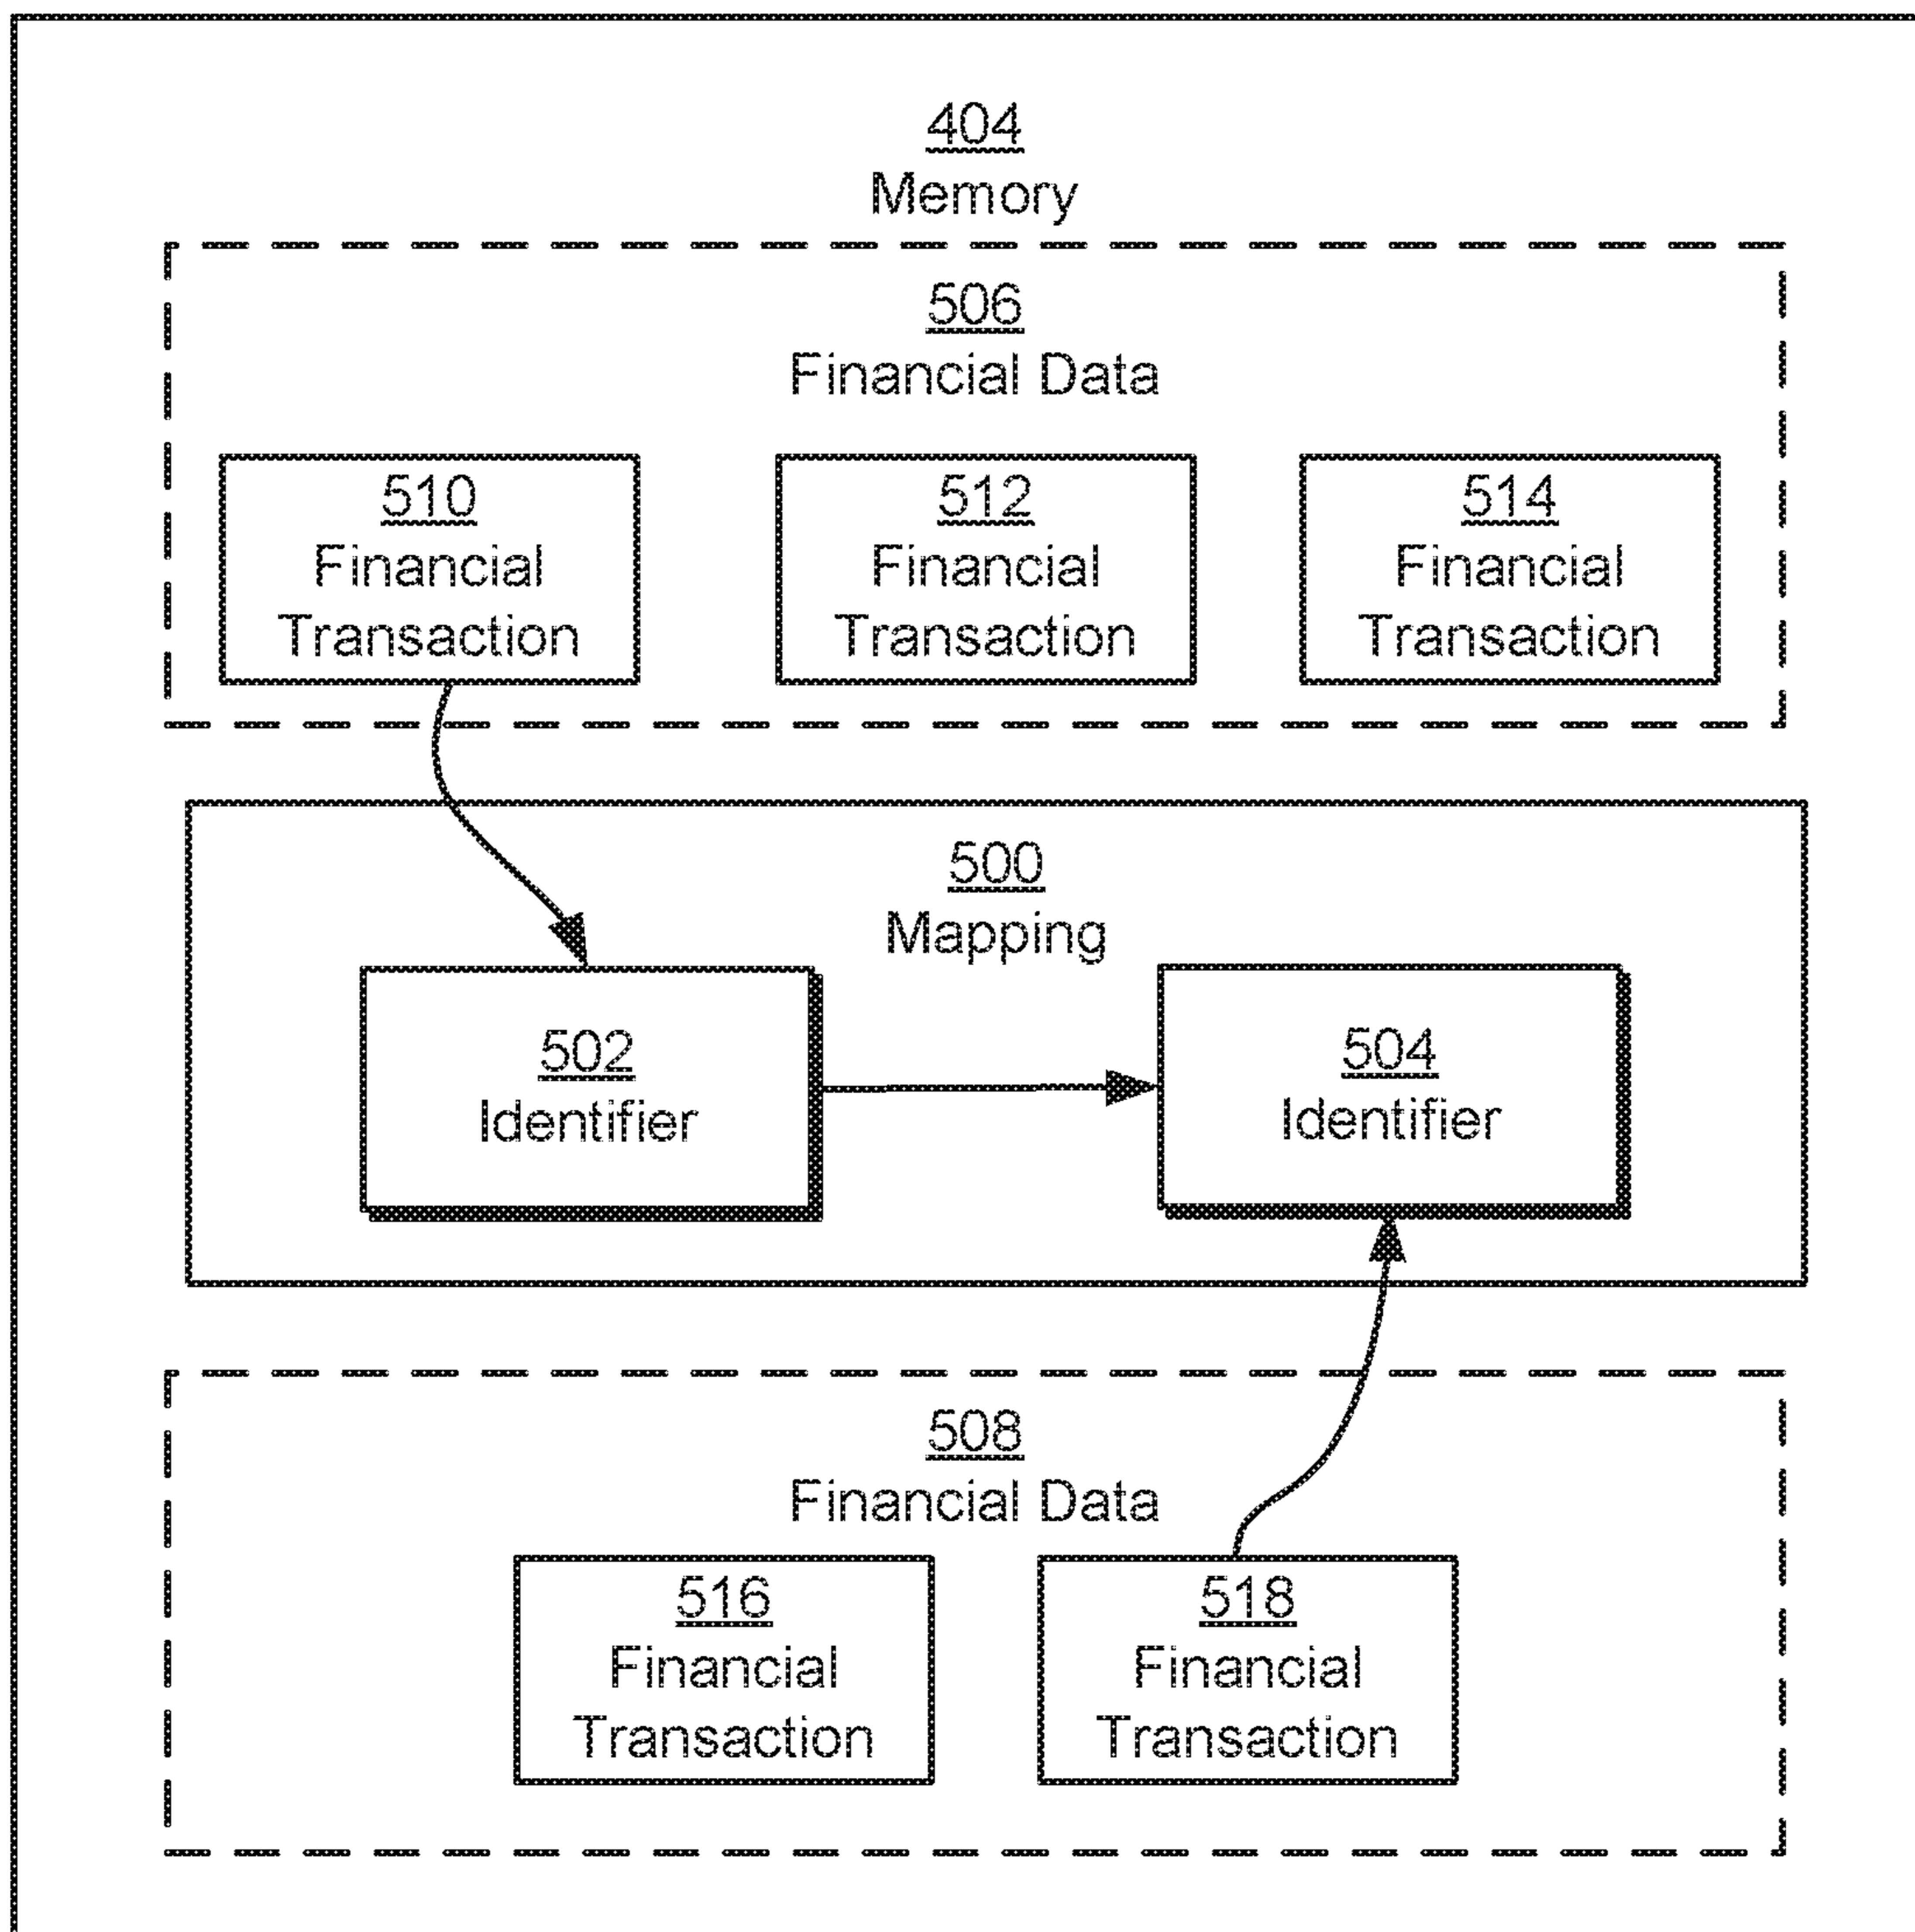 404
Memory
506
Financial Data
510
Financial
Transaction
512
Financial
Transaction
514
Financial
Transaction
500
Mapping
502
Identifier
504
Identifier
508
Financial Data
516
Financial
Transaction
518
Financial
Transaction